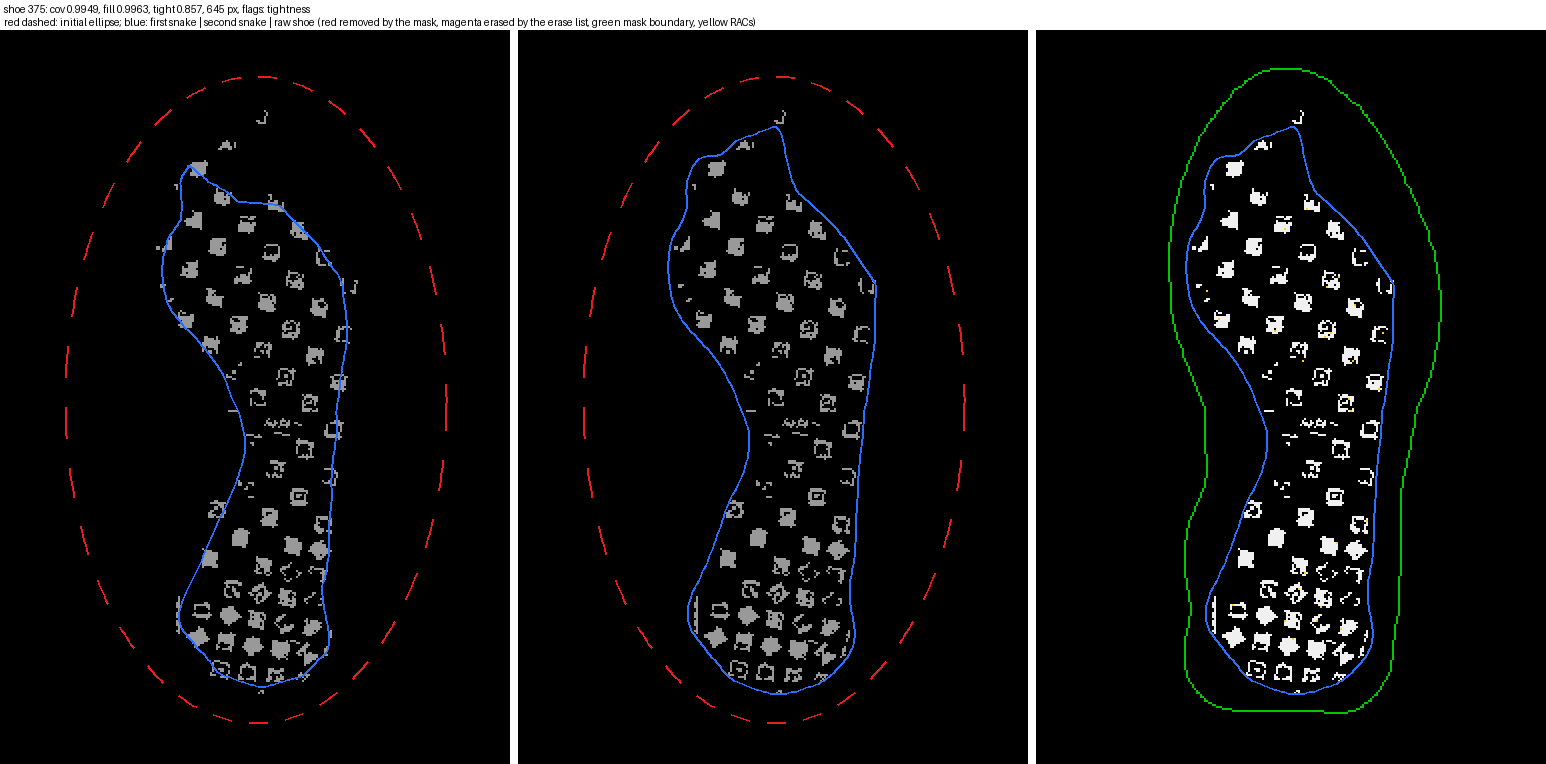 shoe 375: cov 0.9949, fill 0.9963, tight 0.857, 645 px, flags: tightness
red dashed: initial ellipse; blue: first snake | second snake | raw shoe (red removed by the mask, magenta erased by the erase list, green mask boundary, yellow RACs)